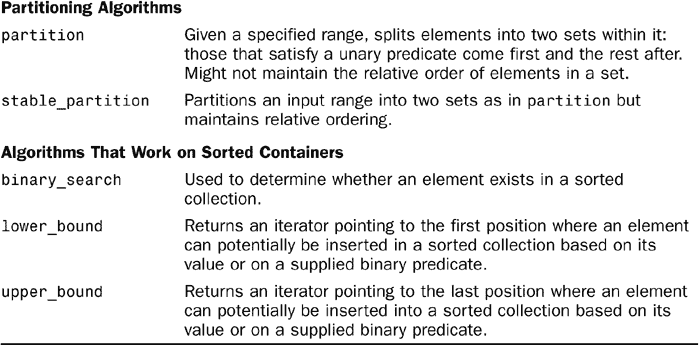 Partitioning Algorithms
partition Given a specified range, splits elements into two sets within it:
those that satisfy a unary predicate come first and the rest after.
Might not maintain the relative order of elements in a set.
stable_partition Partitions an input range into two sets as in partition but
maintains relative ordering.
Algorithms That Work on Sorted Containers
binary_search Used to determine whether an element exists in a sorted
collection.
lower_bound Returns an iterator pointing to the first position where an element
can potentially be inserted in a sorted collection based on its
value or on a supplied binary predicate.
upper_bound Returns an iterator pointing to the last position where an element
can potentially be inserted into a sorted collection based on its
value or on a supplied binary predicate.